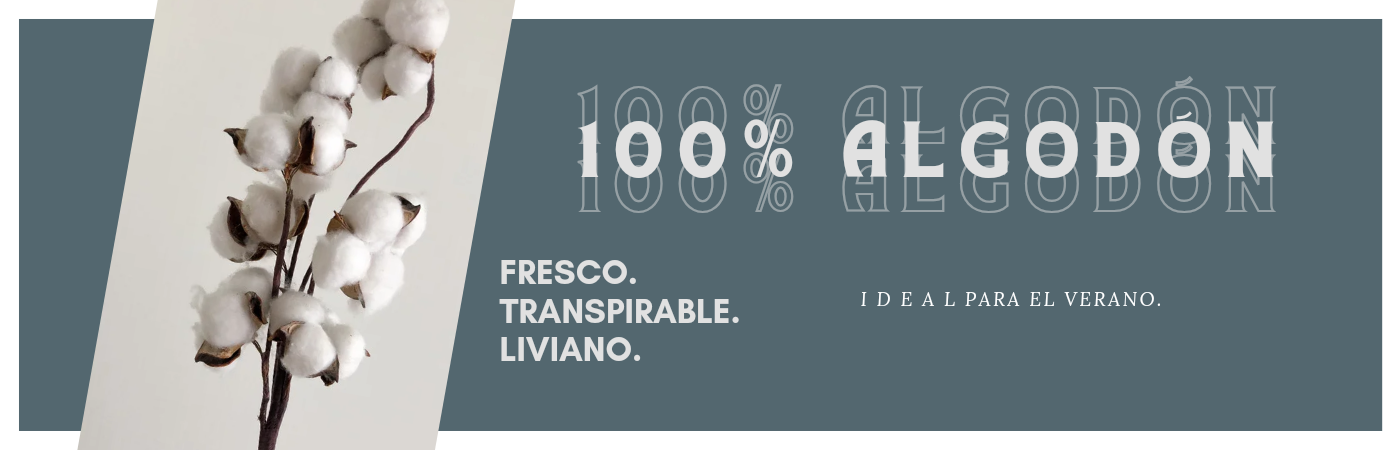 100% ALGODÓN
FRESCO.
TRANSPIRABLE.
LIVIANO.
I D E A L PARA EL VERANO.